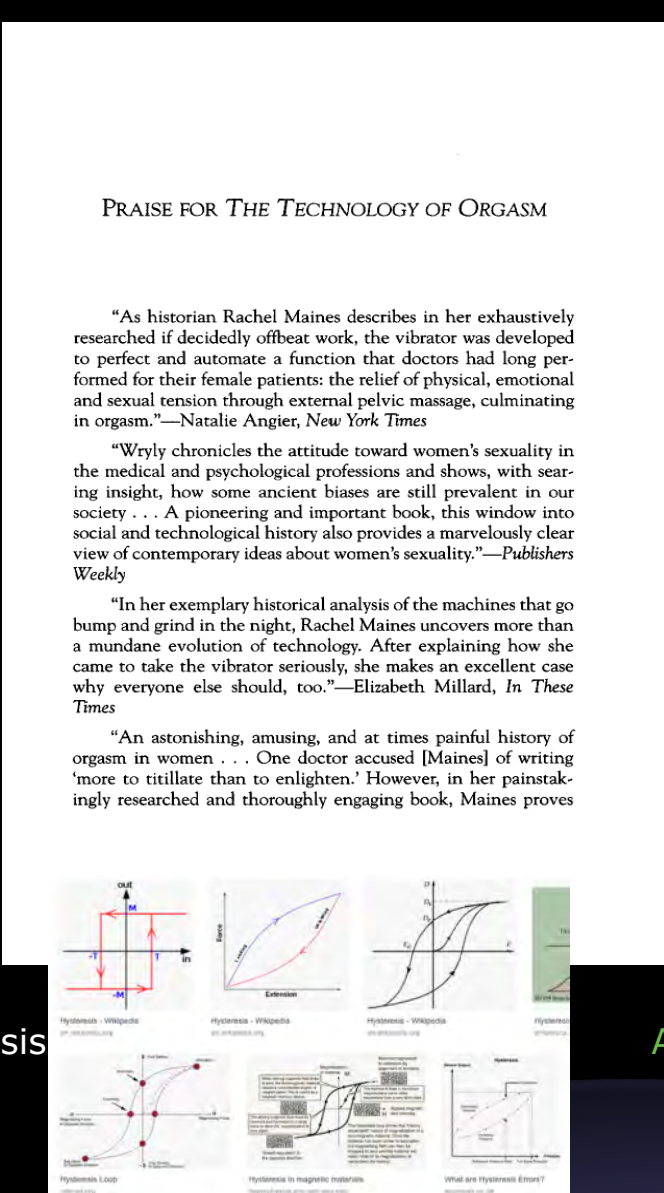 PRAISE FOR THE TECHNOLOGY OF ORGASM
“As historian Rachel Maines describes in her exhaustively
researched if decidedly offbeat work, the vibrator was developed
to perfect and automate a function that doctors had long per-
formed for their female patients: the relief of physical, emotional
and sexual tension through external pelvic massage, culminating
in orgasm.”—Natalie Angier, New York Times
“Wryly chronicles the attitude toward women’s sexuality in
the medical and psychological professions and shows, with sear-
ing insight, how some ancient biases are still prevalent in our
society . . . A pioneering and important book, this window into
social and technological history also provides a marvelously clear
view of contemporary ideas about women’s sexuality.”—Publishers
Weekly
“In her exemplary historical analysis of the machines that go
bump and grind in the night, Rachel Maines uncovers more than
a mundane evolution of technology. After explaining how she
came to take the vibrator seriously, she makes an excellent case
why everyone else should, too.”—Elizabeth Millard, In These
Times
“An astonishing, amusing, and at times painful history of
orgasm in women . . . One doctor accused [Maines] of writing
‘more to titillate than to enlighten.’ However, in her painstak-
ingly researched and thoroughly engaging book, Maines proves
out
M
-T
T
in
-M
Force
Extension
Hysteresis - Wikipedia
Hysteresis - Wikipedia
Hysteresis - Wikipedia
sis
A
Hysteresis
Hysteresis Loop
Hysteresis in magnetic materials
What are Hysteresis Errors?